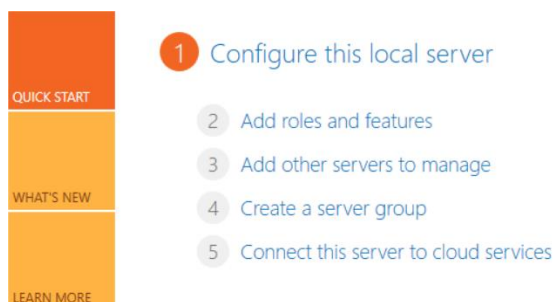 1 Configure this local server
QUICK START
2 Add roles and features
3 Add other servers to manage
WHAT'S NEW
4 Create a server group
5 Connect this server to cloud services
LEARN MORE